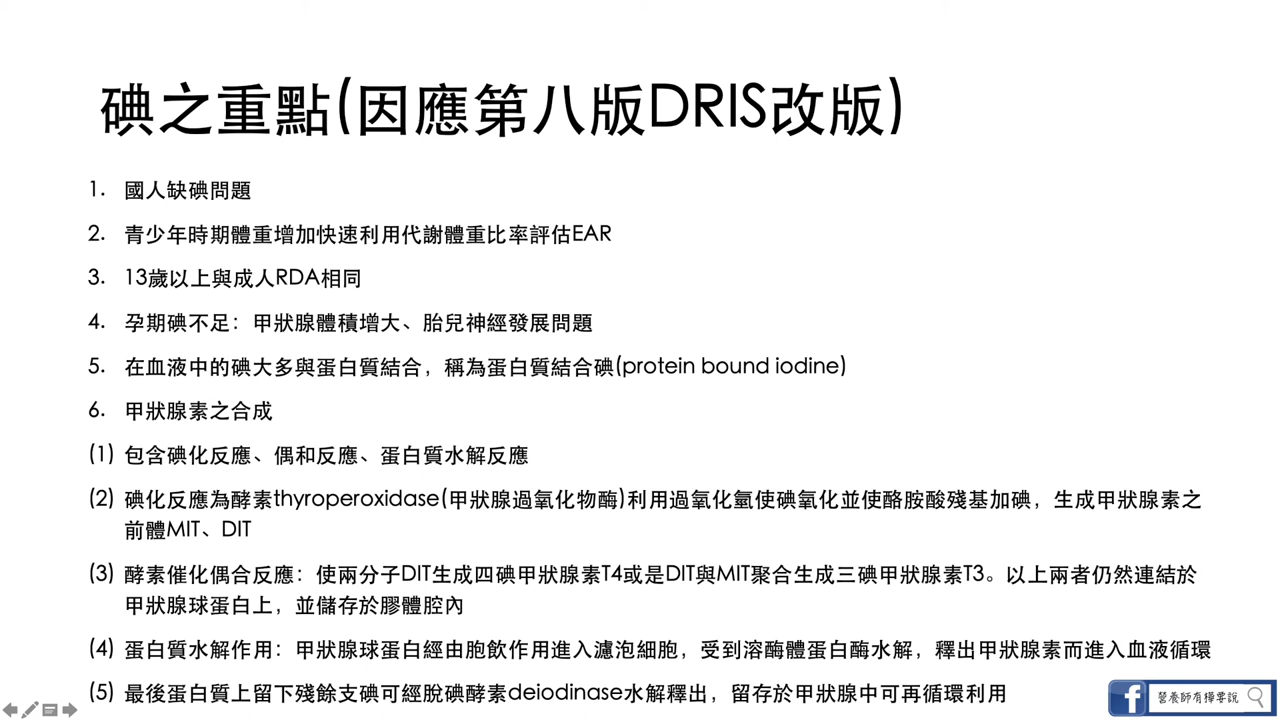 碘之重點(因應第八版DRIS改版)
1. 國人缺碘問題
2. 青少年時期體重增加快速利用代謝體重比率評估EAR
3. 13歲以上與成人RDA相同
4. 孕期碘不足：甲狀腺體積增大、胎兒神經發展問題
5. 在血液中的碘大多與蛋白質結合，稱為蛋白質結合碘(protein bound iodine)
6. 甲狀腺素之合成
(1) 包含碘化反應、偶和反應、蛋白質水解反應
(2) 碘化反應為酵素thyroperoxidase(甲狀腺過氧化物酶)利用過氧化氫使碘氧化並使酪胺酸殘基加碘，生成甲狀腺素之
前體MIT、DIT
(3) 酵素催化偶合反應：使兩分子DIT生成四碘甲狀腺素T4或是DIT與MIT聚合生成三碘甲狀腺素T3。以上兩者仍然連結於
甲狀腺球蛋白上，並儲存於膠體腔內
(4) 蛋白質水解作用：甲狀腺球蛋白經由胞飲作用進入濾泡細胞，受到溶酶體蛋白酶水解，釋出甲狀腺素而進入血液循環
(5) 最後蛋白質上留下殘餘支碘可經脫碘酵素deiodinase水解釋出，留存於甲狀腺中可再循環利用
營養師有揮要說